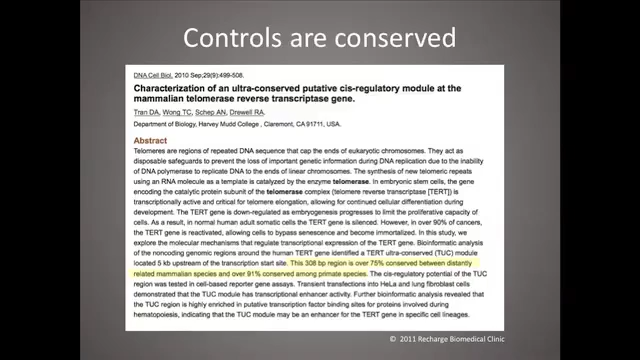 Controls are conserved
DNA Cell Biol. 2010 Sep;29(9):499-508.
Characterization of an ultra-conserved putative cis-regulatory module at the
mammalian telomerase reverse transcriptase gene.
Tran DA, Wong TC, Schep AN, Drewell RA.
Department of Biology, Harvey Mudd College , Claremont, CA 91711, USA.
Abstract
Telomeres are regions of repeated DNA sequence that cap the ends of eukaryotic chromosomes. They act as
disposable safeguards to prevent the loss of important genetic information during DNA replication due to the inability
of DNA polymerase to replicate DNA to the ends of linear chromosomes. The synthesis of new telomeric repeats
using an RNA molecule as a template is catalyzed by the enzyme telomerase. In embryonic stem cells, the gene
encoding the catalytic protein subunit of the telomerase complex (telomere reverse transcriptase [TERT]) is
transcriptionally active and critical for telomere elongation, allowing for continued cellular differentiation during
development. The TERT gene is down-regulated as embryogenesis progresses to limit the proliferative capacity of
cells. As a result, in normal human adult somatic cells the TERT gene is silenced. However, in over 90% of cancers,
the TERT gene is reactivated, allowing cells to bypass senescence and become immortalized. In this study, we
explore the molecular mechanisms that regulate transcriptional expression of the TERT gene. Bioinformatic analysis
of the noncoding genomic regions around the human TERT gene identified a TERT ultra-conserved (TUC) module
located 5 kb upstream of the transcription start site. This 308 bp region is over 75% conserved between distantly
related mammalian species and over 91% conserved among primate species. The cis-regulatory potential of the TUC
region was tested in cell-based reporter gene assays. Transient transfections into HeLa and lung fibroblast cells
demonstrated that the TUC module has transcriptional enhancer activity. Further bioinformatic analysis revealed that
the TUC region is highly enriched in putative transcription factor binding sites for proteins involved during
hematopoiesis, indicating that the TUC module may be an enhancer for the TERT gene in specific cell lineages.
© 2011 Recharge Biomedical Clinic